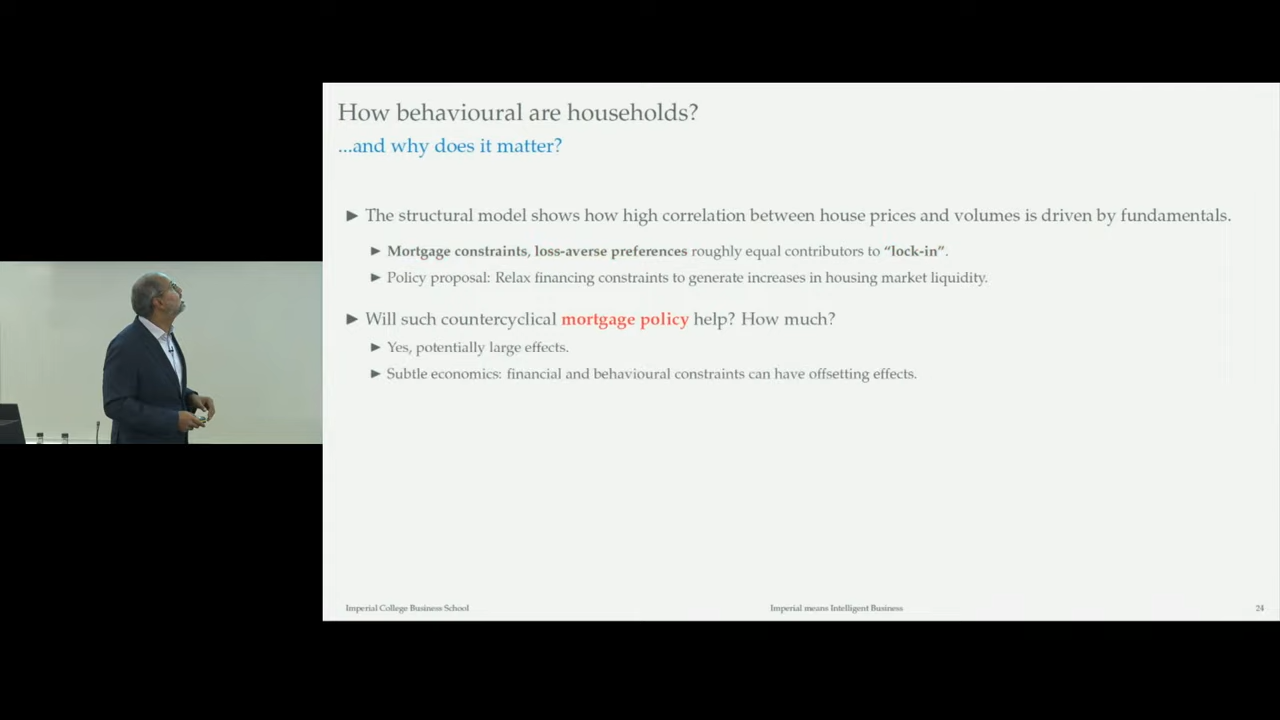 How behavioural are households?
...and why does it matter?
► The structural model shows how high correlation between house prices and volumes is driven by fundamentals.
► Mortgage constraints, loss-averse preferences roughly equal contributors to “lock-in”.
► Policy proposal: Relax financing constraints to generate increases in housing market liquidity.
► Will such countercyclical mortgage policy help? How much?
► Yes, potentially large effects.
► Subtle economics: financial and behavioural constraints can have offsetting effects.
Imperial College Business School
Imperial means Intelligent Business
24